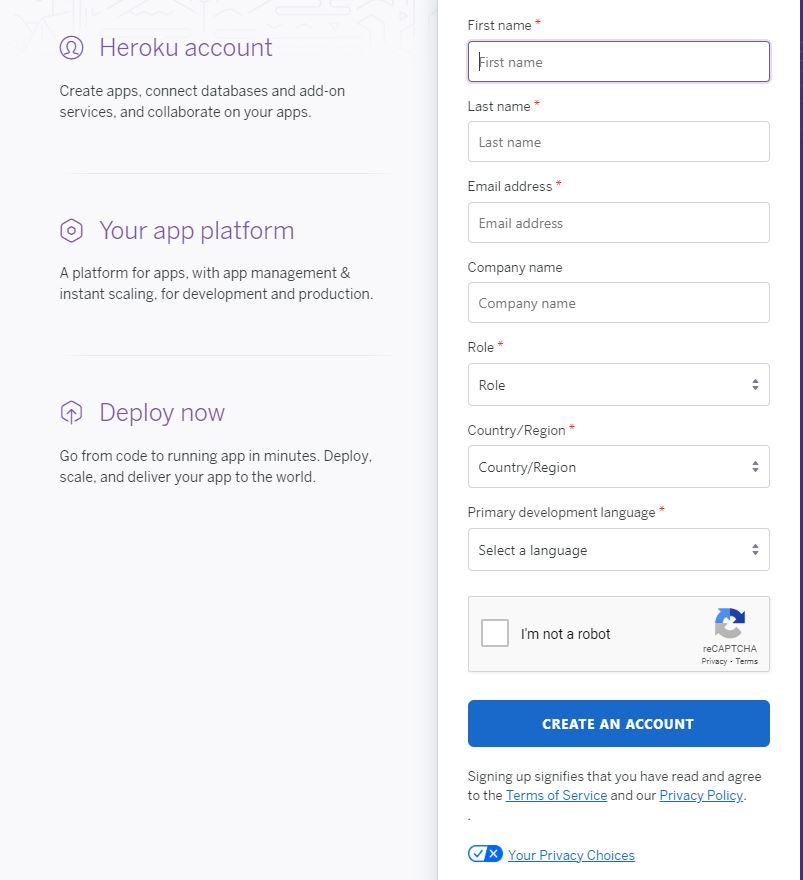 Heroku account
Create apps, connect databases and add-on
services, and collaborate on your apps.
Your app platform
A platform for apps, with app management &
instant scaling, for development and production.
Deploy now
Go from code to running app in minutes. Deploy,
scale, and deliver your app to the world.
First name *
First name
Last name *
Last name
Email address *
Email address
Company name
Company name
Role *
Role
Country/Region *
Country/Region
Primary development language *
Select a language
I'm not a robot
reCAPTCHA
Privacy - Terms
CREATE AN ACCOUNT
Signing up signifies that you have read and agree
to the Terms of Service and our Privacy Policy.
.
Your Privacy Choices